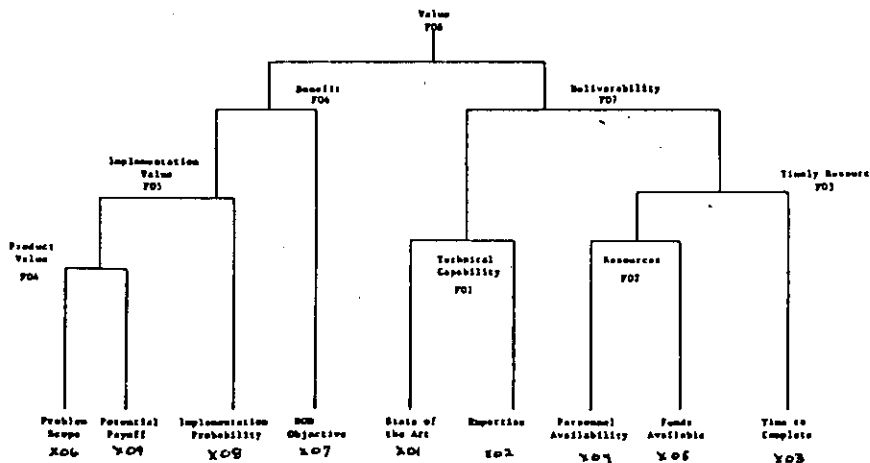 Value
F08
Benefit
F06
Deliverability
F07
Implementation
Value
F05
Timely Resourc
F03
Product
Value
F04
Technical
Capability
F01
Resources
F02
Problem
Scope
X06
Potential
Payoff
X09
Implementation
Probability
X08
DOD
Objective
X07
State of
the Art
X01
Expertise
X02
Personnel
Availability
X04
Funds
Available
X05
Time to
Complete
X03